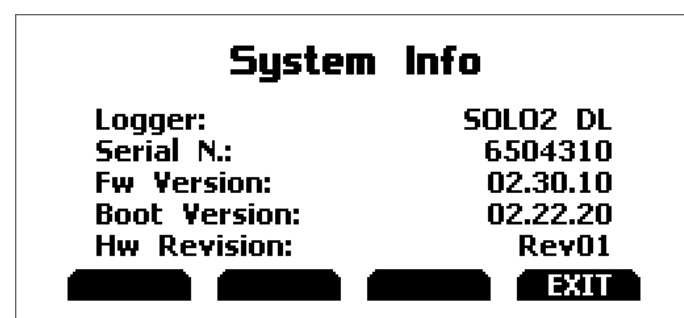 System Info
Logger: SOLO2 DL
Serial N.: 6504310
Fw Version: 02.30.10
Boot Version: 02.22.20
Hw Revision: Rev01
EXIT